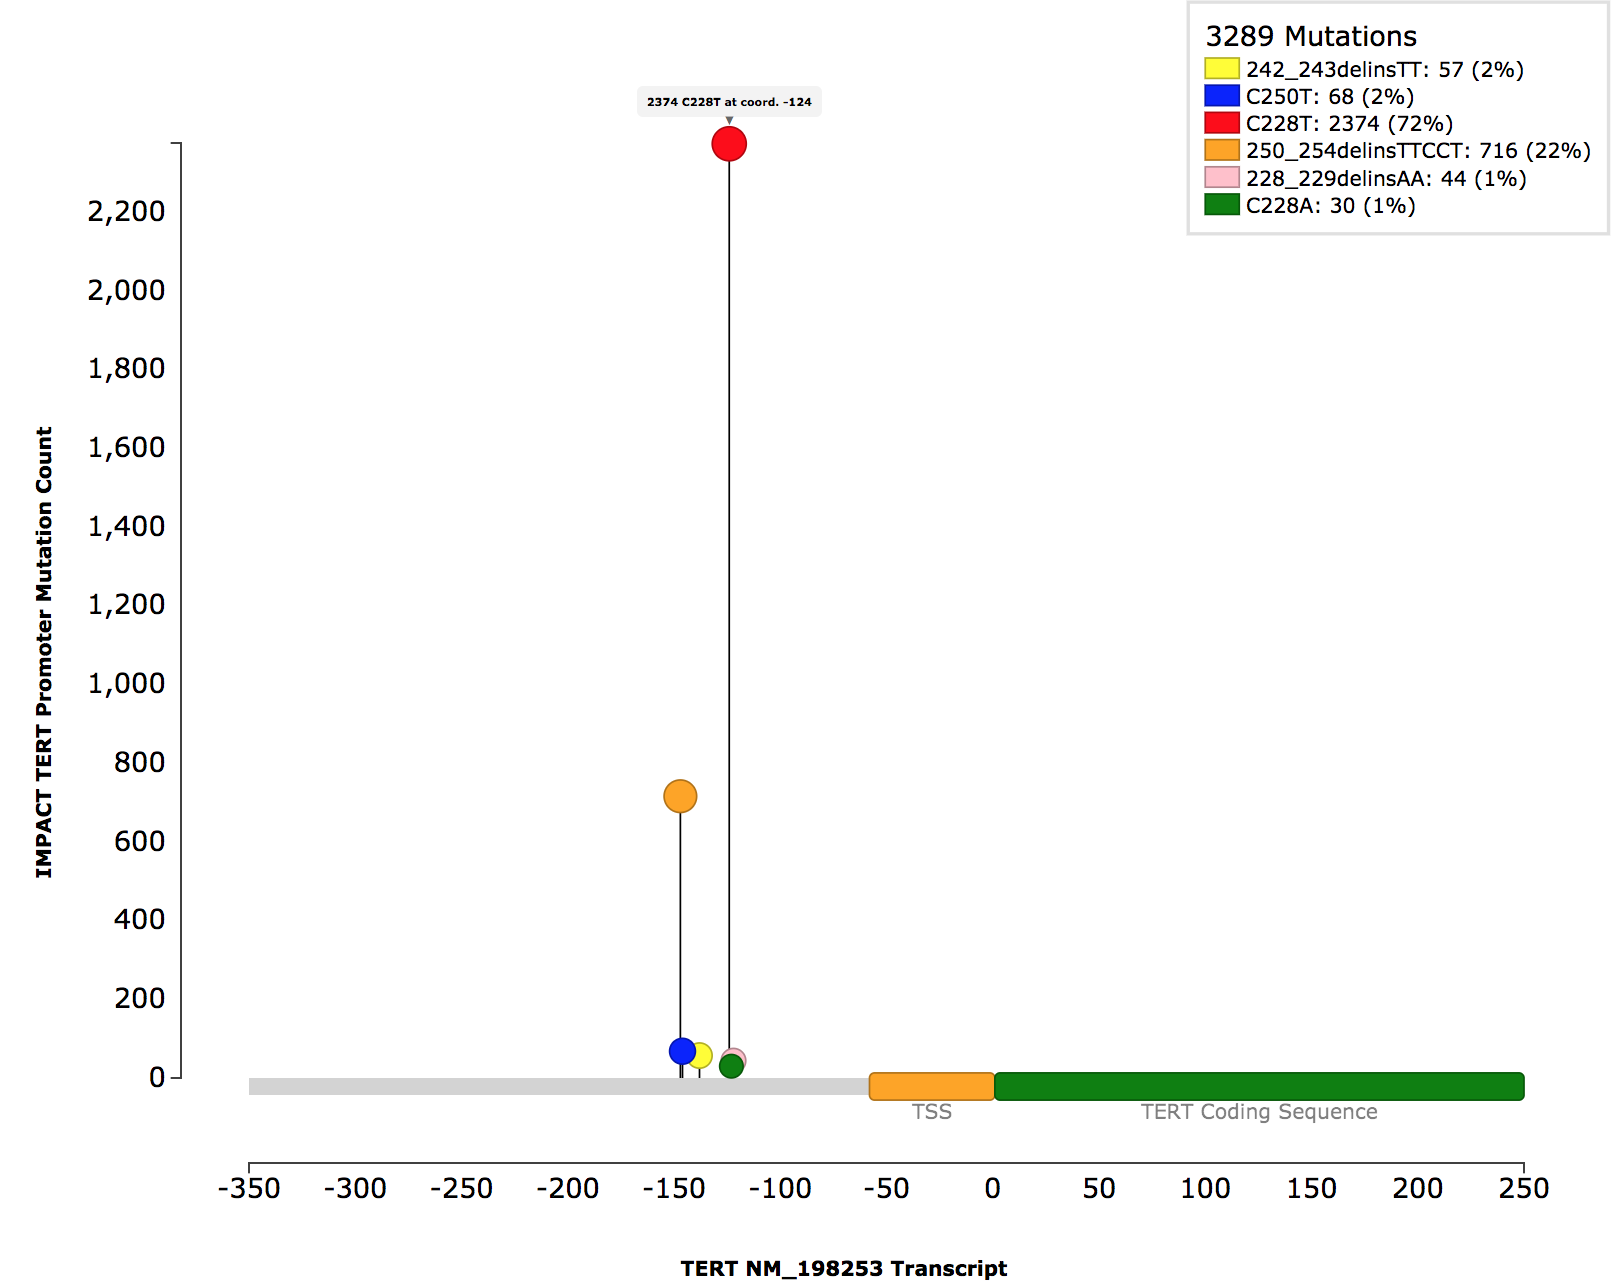 3289 Mutations
242_243delinsTT: 57 (2%)
C250T: 68 (2%)
C228T: 2374 (72%)
250_254delinsTTCCT: 716 (22%)
228_229delinsAA: 44 (1%)
C228A: 30 (1%)
2374 C228T at coord. -124
IMPACT TERT Promoter Mutation Count
2,200
2,000
1,800
1,600
1,400
1,200
1,000
800
600
400
200
0
TSS
TERT Coding Sequence
-350 -300 -250 -200 -150 -100 -50 0 50 100 150 200 250
TERT NM_198253 Transcript